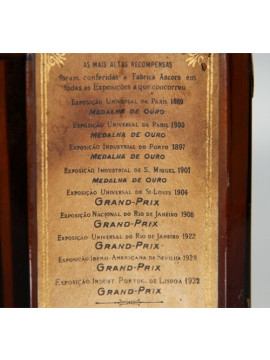 AS MAIS ALTAS RECOMPENSAS
foram conferidas á Fabrica Ancora em
todas as Exposições a que concorreu
EXPOSIÇÃO UNIVERSAL DA PARIS 1889
MEDALHA DE OURO
EXPOSIÇÃO UNIVERSAL DA PARIS 1900
MEDALHA DE OURO
EXPOSIÇÃO INDUSTRIAL DO PORTO 1897
MEDALHA DE OURO
EXPOSIÇÃO INDUSTRIAL DE S. MIGUEL 1901
MEDALHA DE OURO
EXPOSIÇÃO UNIVERSAL DE ST-LOUIS 1904
GRAND-PRIX
EXPOSIÇÃO NACIONAL DO RIO DE JANEIRO 1908
GRAND-PRIX
EXPOSIÇÃO UNIVERSAL DO RIO DE JANEIRO 1922
GRAND-PRIX
EXPOSIÇÃO IBERO-AMERICANA DE SEVILHA 1929
GRAND-PRIX
EXPOSIÇÃO INDUST. PORTUG. DE LISBOA 1932
GRAND-PRIX